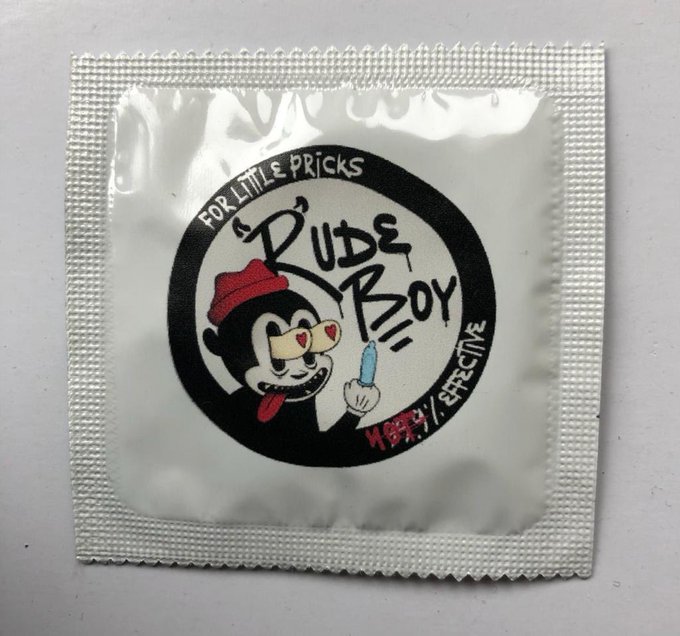 FOR LITTLE PRICKS
"RUDE
BOY
% EFFECTIVE